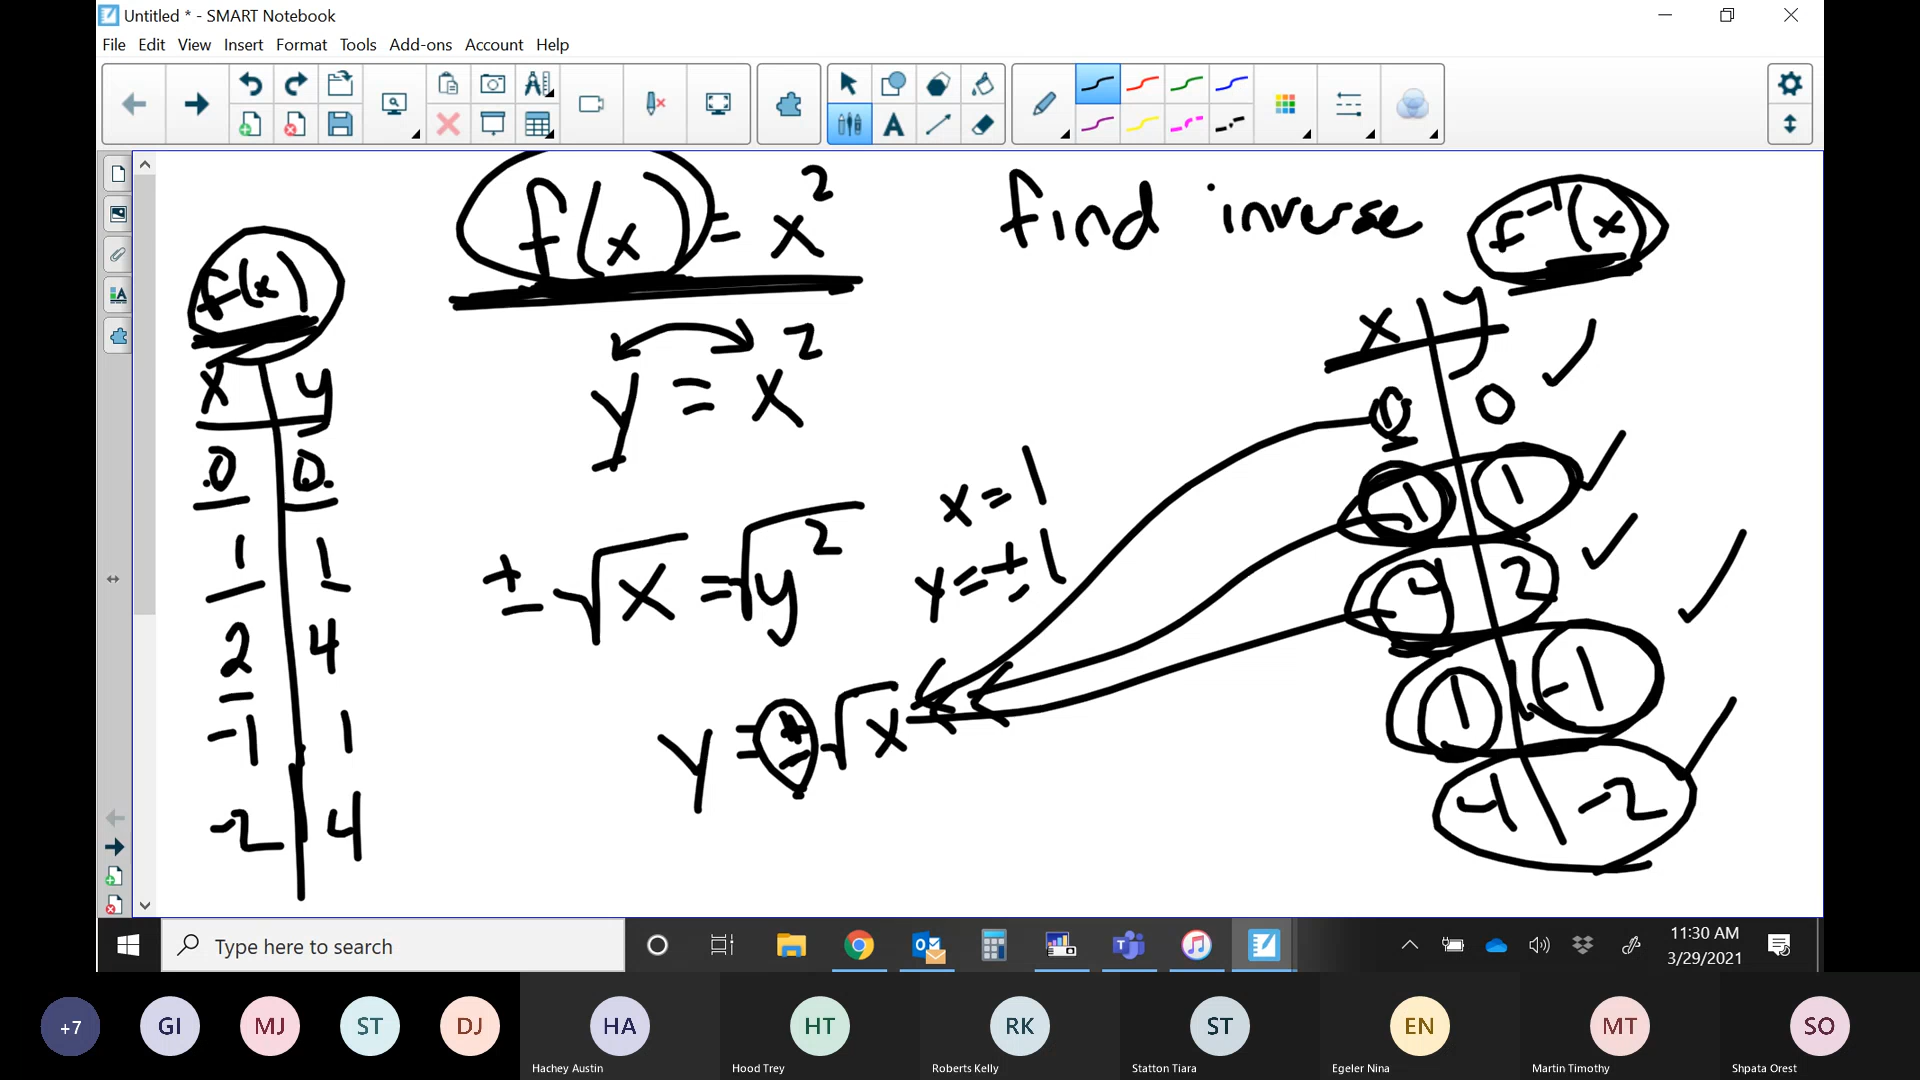 Untitled * - SMART Notebook
File Edit View Insert Format Tools Add-ons Account Help
f(x) = x²
find inverse f⁻¹(x)
f(x)
x y
0 0
1 1
2 4
-1 1
-2 4
y = x²
± √x = √y²
y = ± √x
x = 1
y = ± 1
x y
0 0
1 1
4 2
1 -1
4 -2
Type here to search
11:30 AM
3/29/2021
+7
GI
MJ
ST
DJ
HA
Hachey Austin
HT
Hood Trey
RK
Roberts Kelly
ST
Statton Tiara
EN
Egeler Nina
MT
Martin Timothy
SO
Shpata Orest